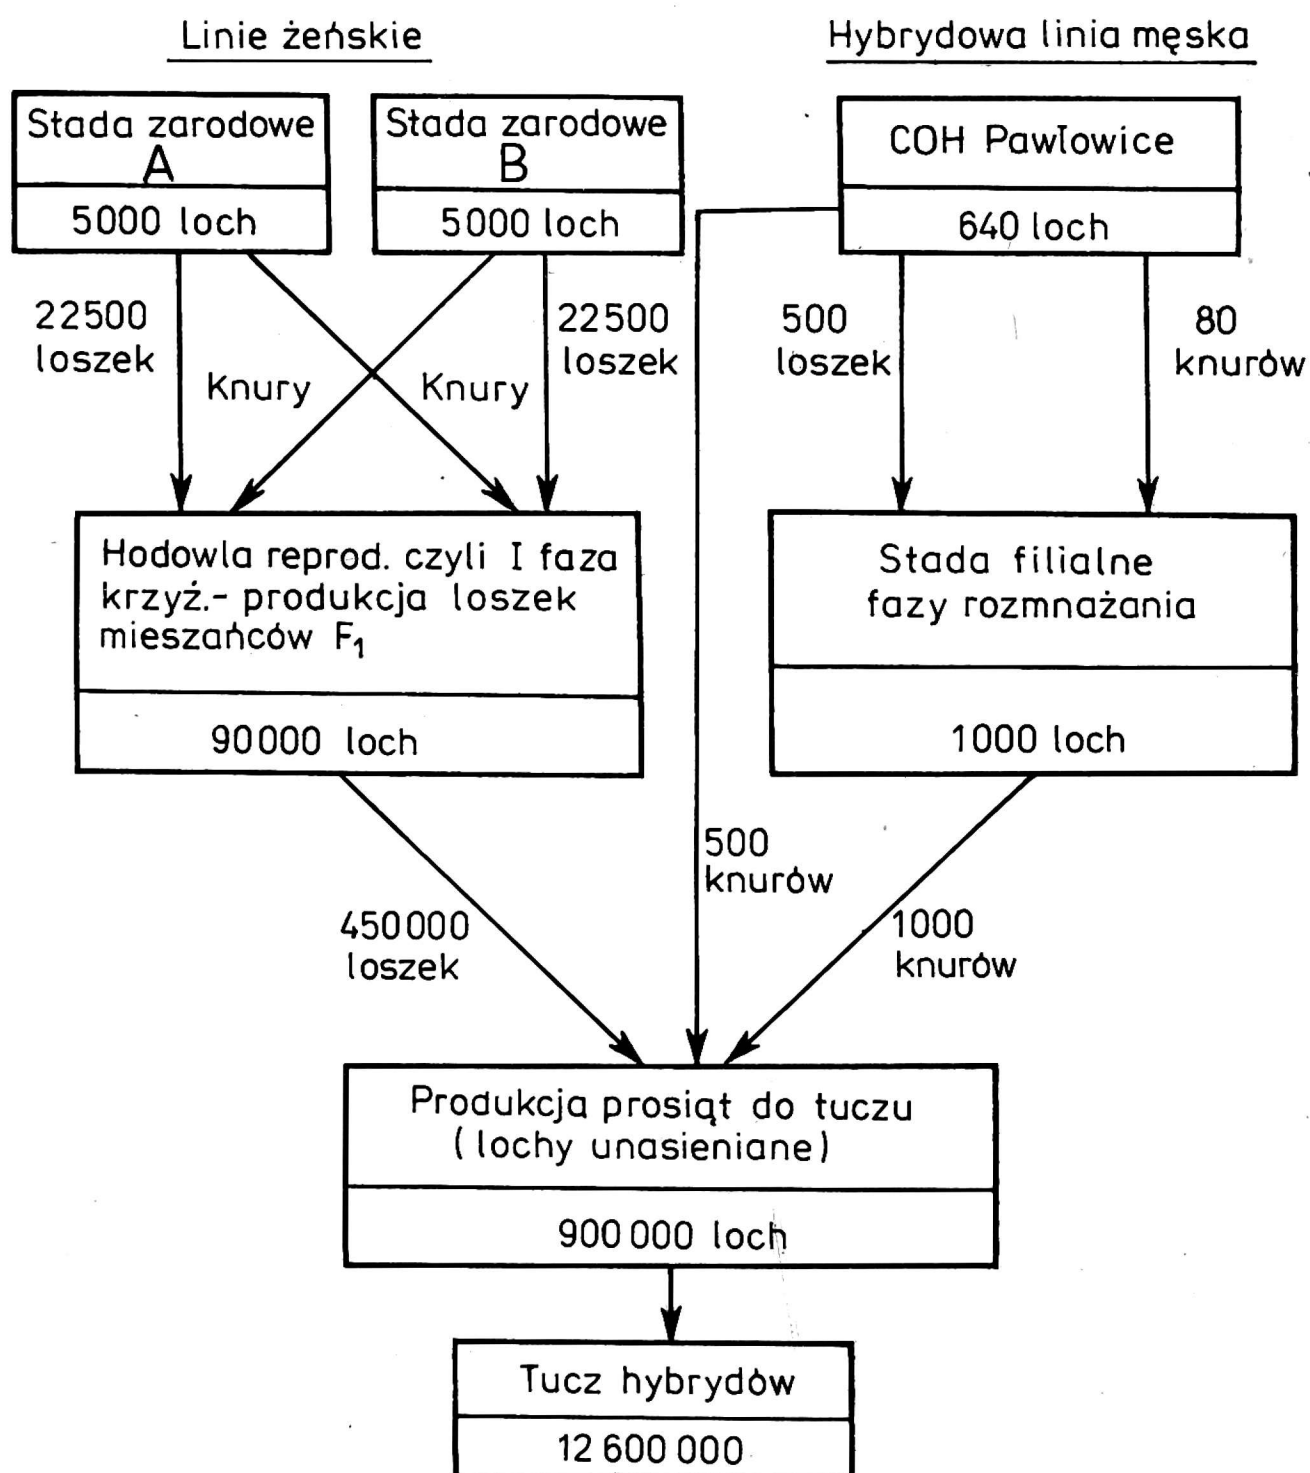 Linie żeńskie
Hybrydowa linia męska
Stada zarodowe
A
5000 loch
Stada zarodowe
B
5000 loch
COH Pawłowice
640 loch
22500
loszek
Knury
Knury
22500
loszek
500
loszek
80
knurów
Hodowla reprod. czyli I faza
krzyż.- produkcja loszek
mieszańców F₁
90000 loch
Stada filialne
fazy rozmnażania
1000 loch
450000
loszek
500
knurów
1000
knurów
Produkcja prosiąt do tuczu
(lochy unasieniane)
900 000 loch
Tucz hybrydów
12 600 000